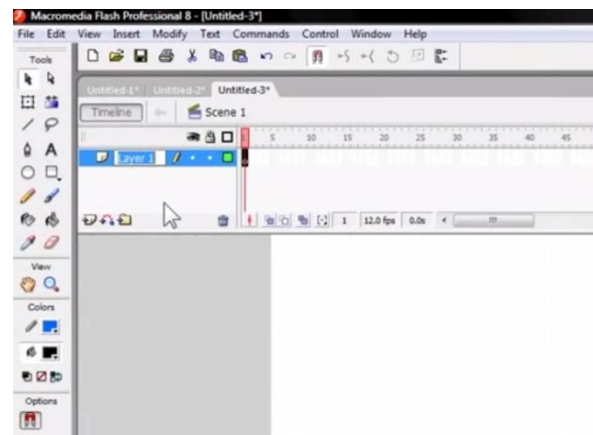 Macromedia Flash Professional 8 - [Untitled-3*]
File Edit View Insert Modify Text Commands Control Window Help
Tools
Untitled-1* Untitled-2* Untitled-3*
Timeline Scene 1
5 10 15 20 25 30 35 40 45
Layer 1
1 12.0 fps 0.0s
A
View
Colors
Options